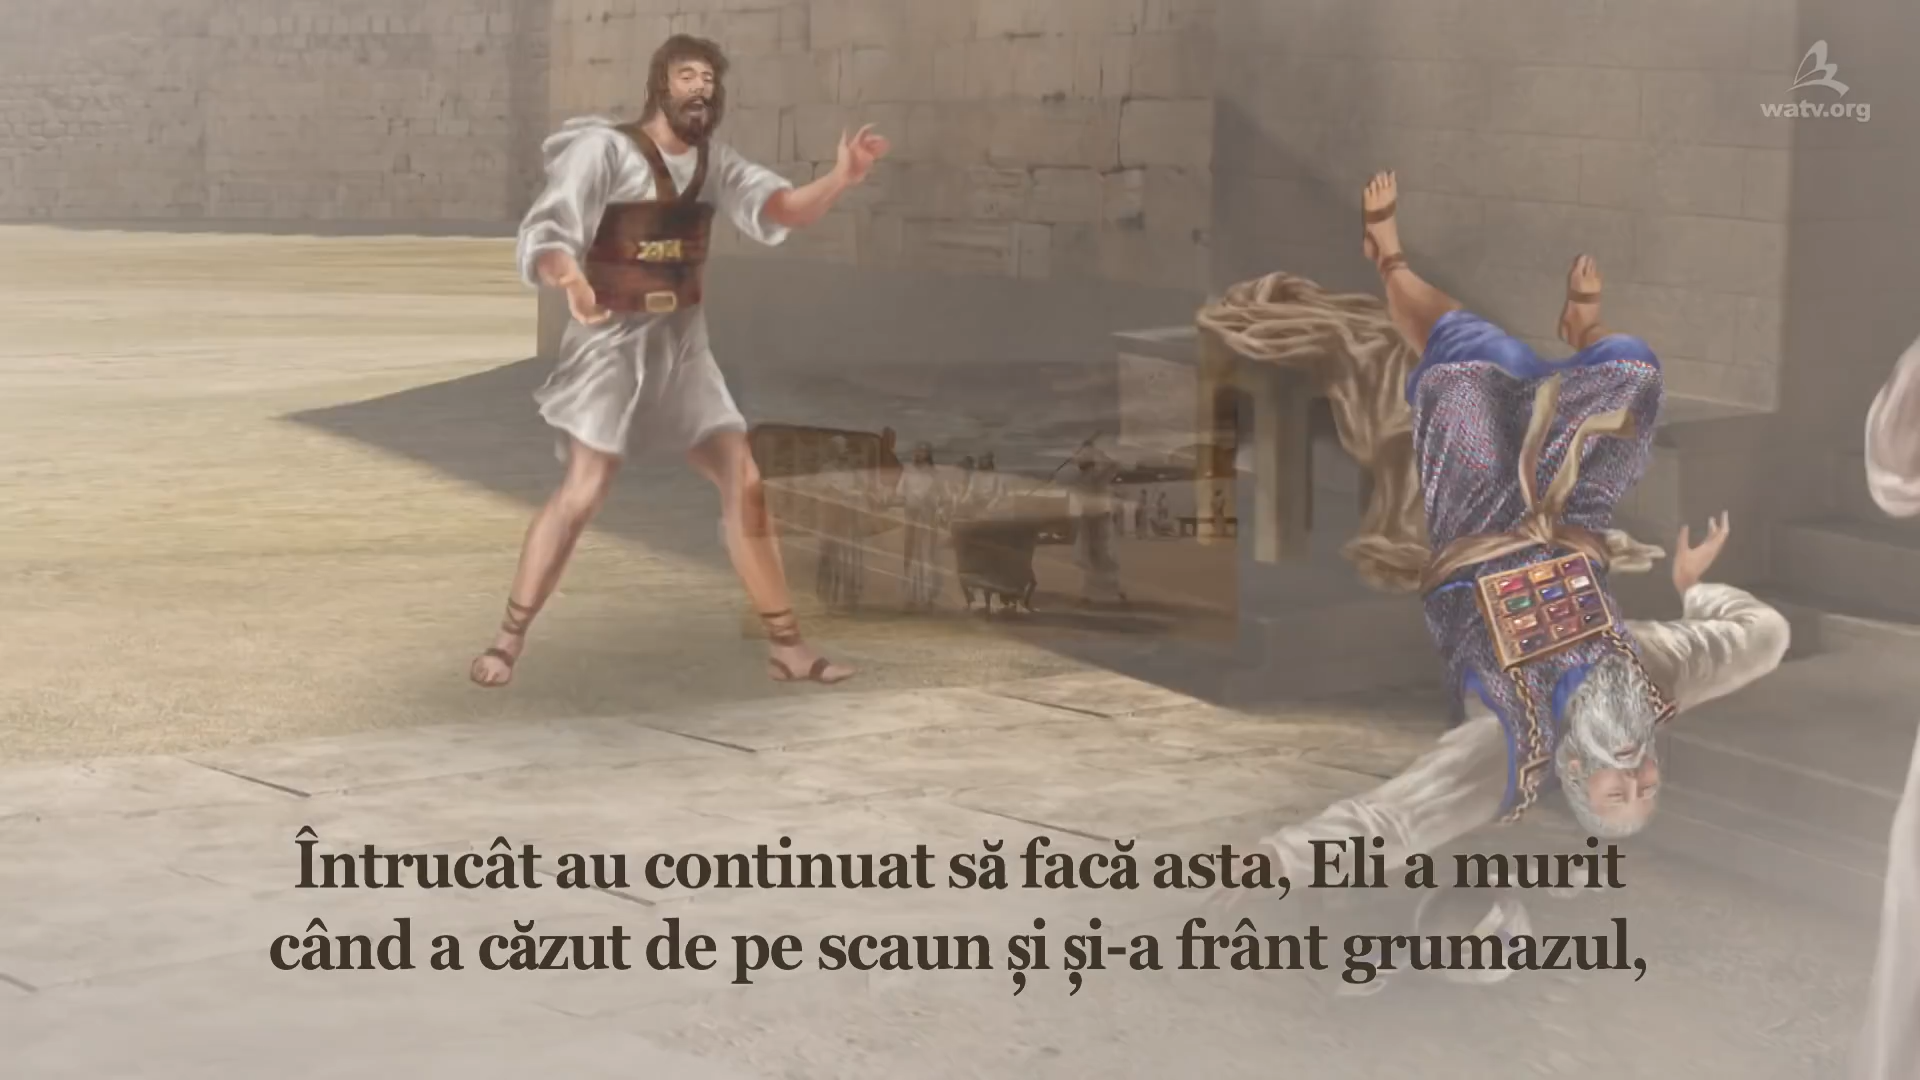 watv.org
Întrucât au continuat să facă asta, Eli a murit
când a căzut de pe scaun și și-a frânt grumazul,